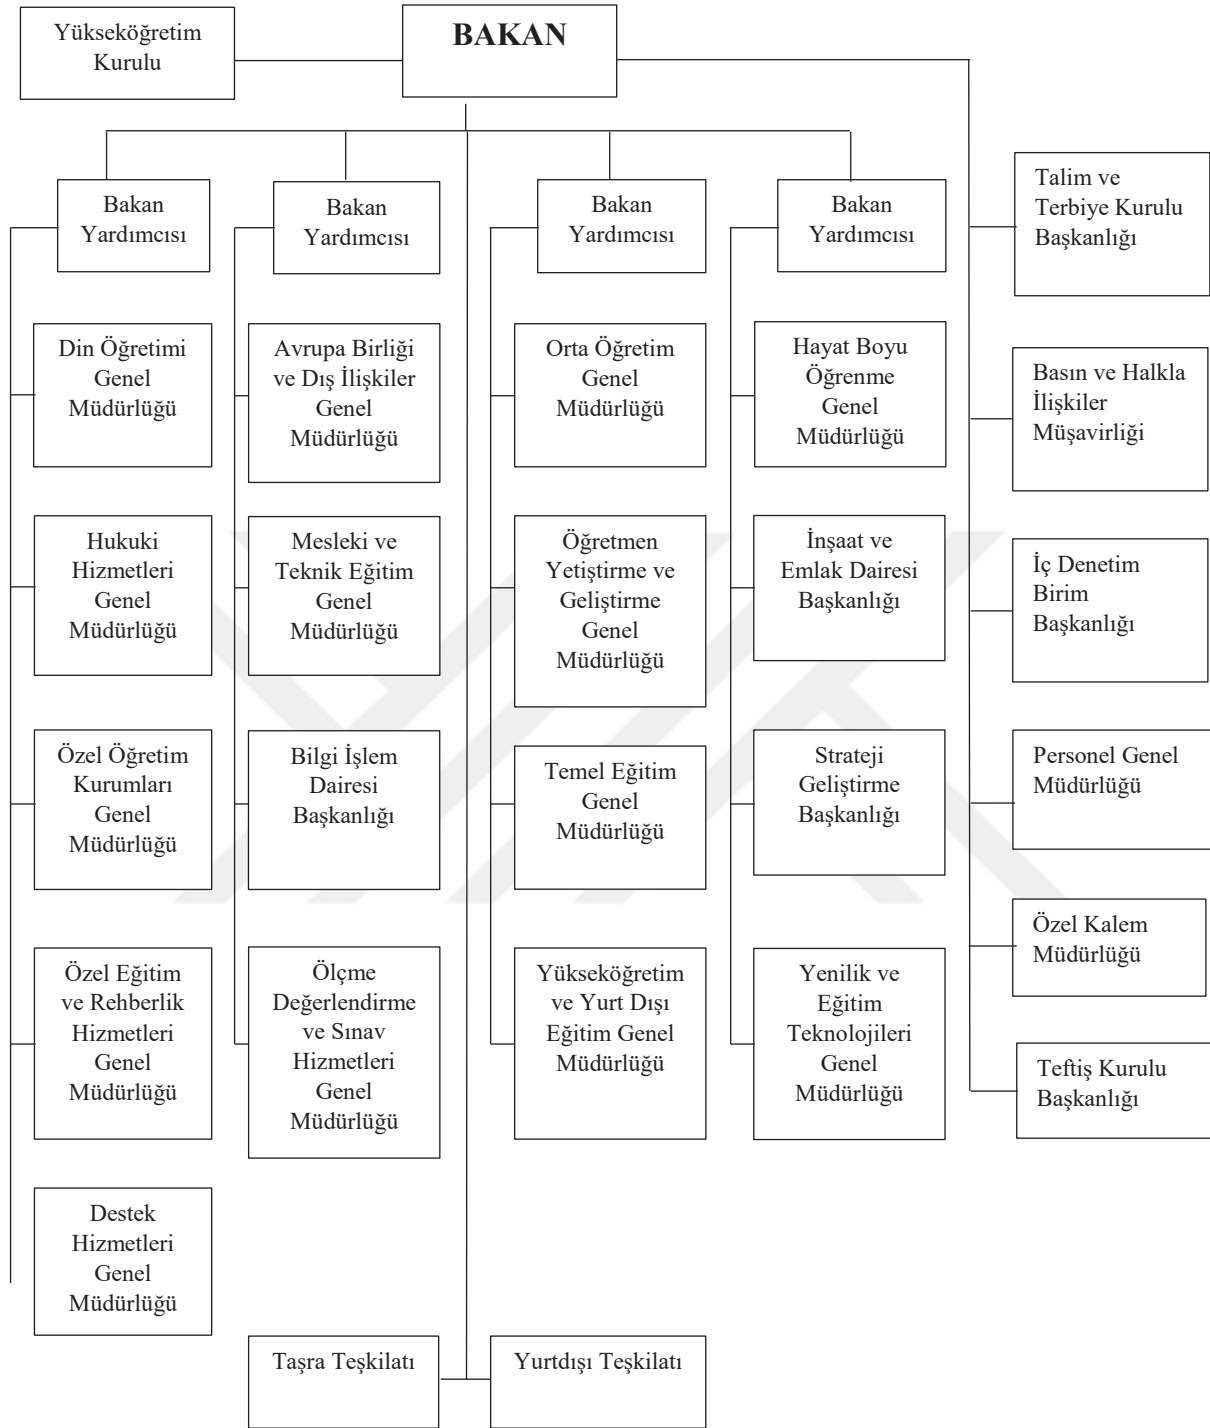 Yükseköğretim
Kurulu
BAKAN
Bakan
Yardımcısı
Din Öğretimi
Genel
Müdürlüğü
Hukuki
Hizmetleri
Genel
Müdürlüğü
Özel Öğretim
Kurumları
Genel
Müdürlüğü
Özel Eğitim
ve Rehberlik
Hizmetleri
Genel
Müdürlüğü
Destek
Hizmetleri
Genel
Müdürlüğü
Bakan
Yardımcısı
Avrupa Birliği
ve Dış İlişkiler
Genel
Müdürlüğü
Mesleki ve
Teknik Eğitim
Genel
Müdürlüğü
Bilgi İşlem
Dairesi
Başkanlığı
Ölçme
Değerlendirme
ve Sınav
Hizmetleri
Genel
Müdürlüğü
Bakan
Yardımcısı
Orta Öğretim
Genel
Müdürlüğü
Öğretmen
Yetiştirme ve
Geliştirme
Genel
Müdürlüğü
Temel Eğitim
Genel
Müdürlüğü
Yükseköğretim
ve Yurt Dışı
Eğitim Genel
Müdürlüğü
Bakan
Yardımcısı
Hayat Boyu
Öğrenme
Genel
Müdürlüğü
İnşaat ve
Emlak Dairesi
Başkanlığı
Strateji
Geliştirme
Başkanlığı
Yenilik ve
Eğitim
Teknolojileri
Genel
Müdürlüğü
Talim ve
Terbiye Kurulu
Başkanlığı
Basın ve Halkla
İlişkiler
Müşavirliği
İç Denetim
Birim
Başkanlığı
Personel Genel
Müdürlüğü
Özel Kalem
Müdürlüğü
Teftiş Kurulu
Başkanlığı
Taşra Teşkilatı
Yurtdışı Teşkilatı